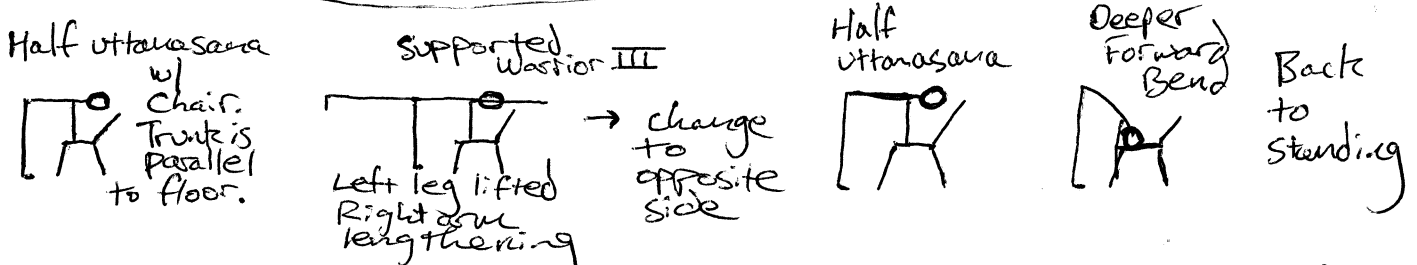 Half uttanasana
w/
chair.
Trunk is
parallel
to floor.
Supported
Warrior III
Left leg lifted
Right arm
lengthening
→ change
to
opposite
side
Half
uttanasana
Deeper
Forward
Bend
Back
to
standing